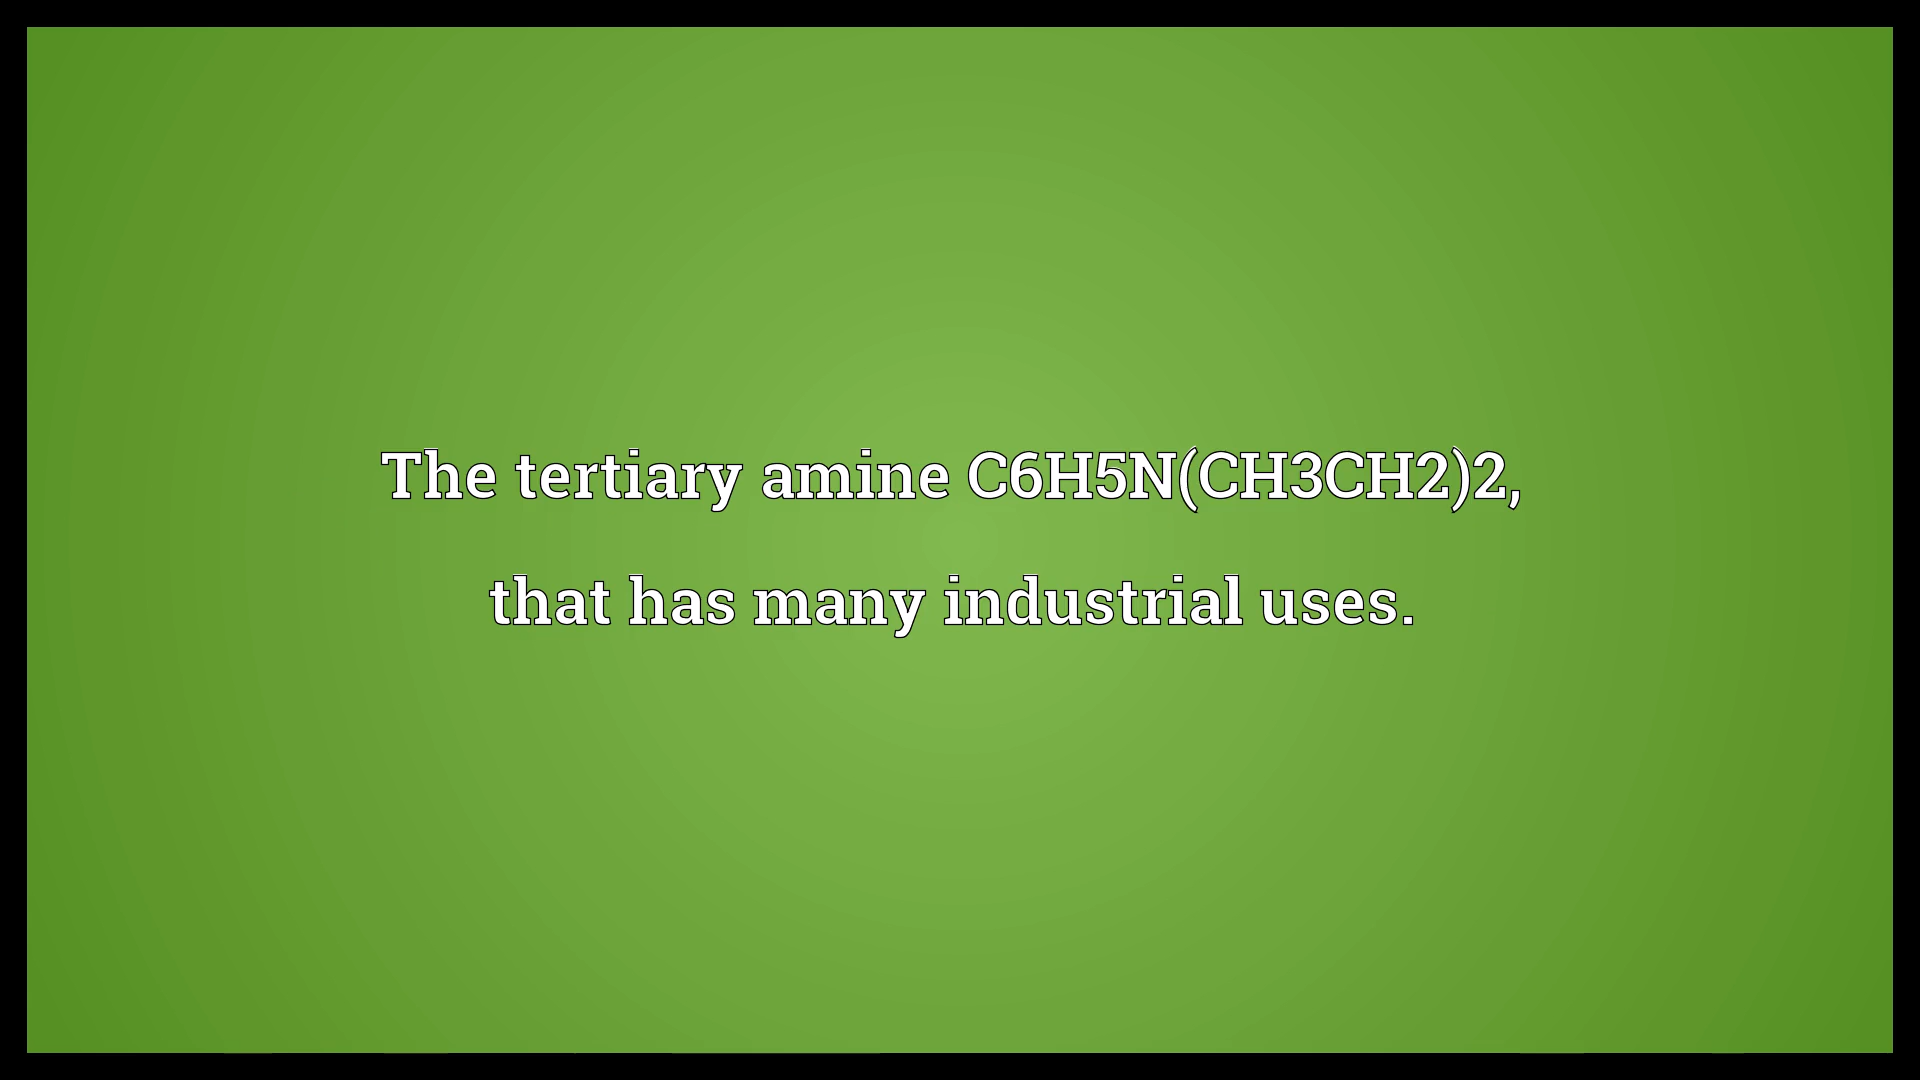 The tertiary amine C6H5N(CH3CH2)2,
that has many industrial uses.